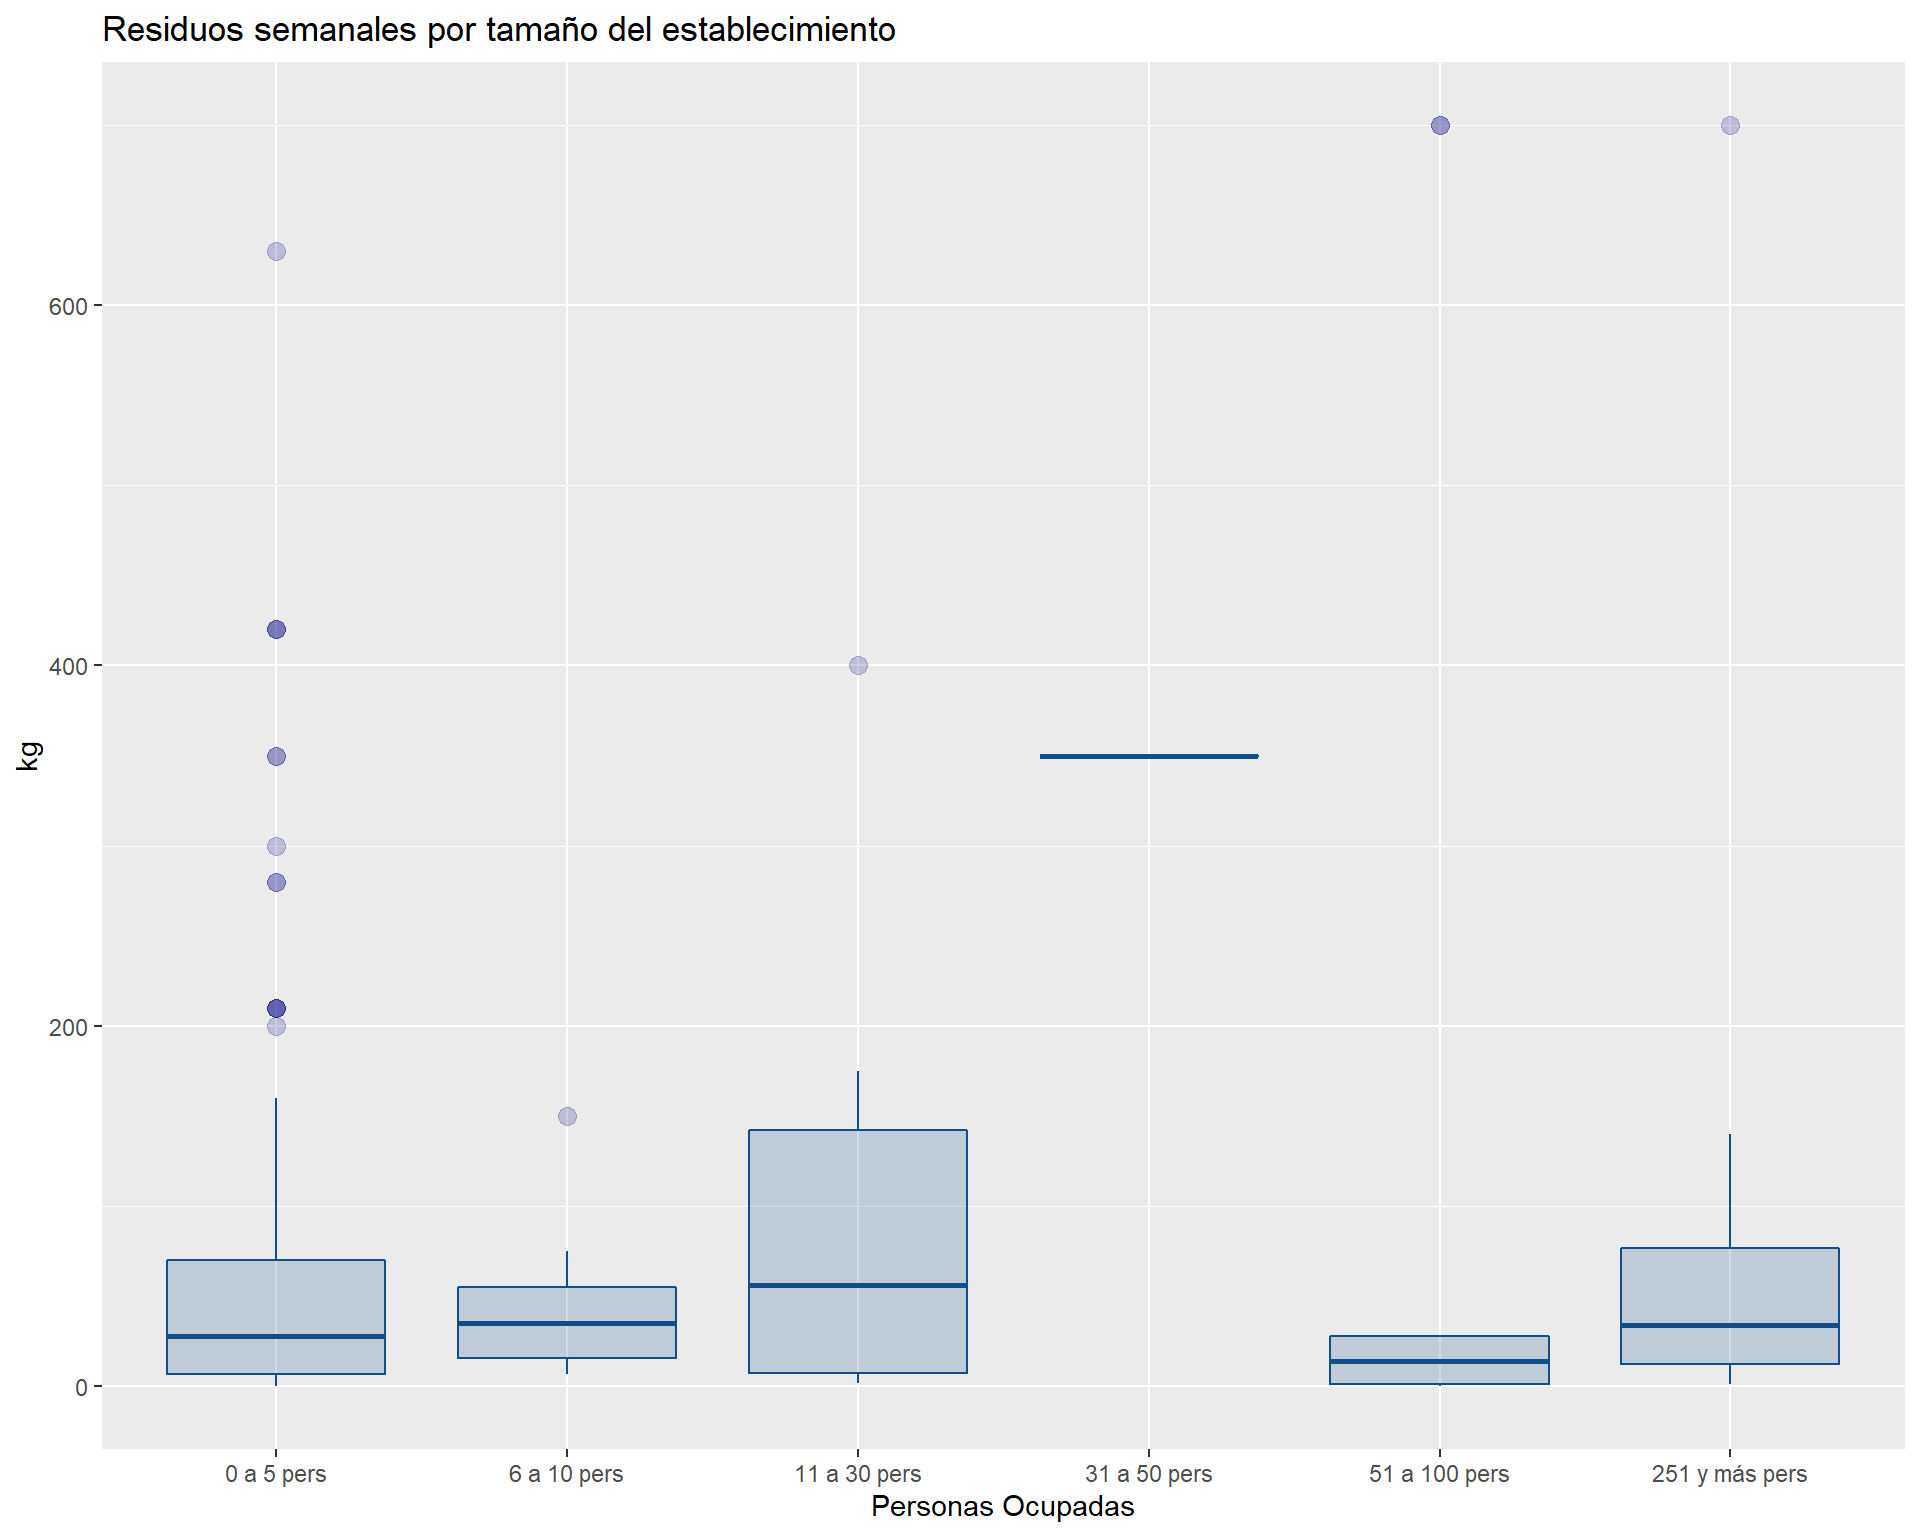 Residuos semanales por tamaño del establecimiento
600
400
200
0
kg
0 a 5 pers
6 a 10 pers
11 a 30 pers
31 a 50 pers
51 a 100 pers
251 y más pers
Personas Ocupadas